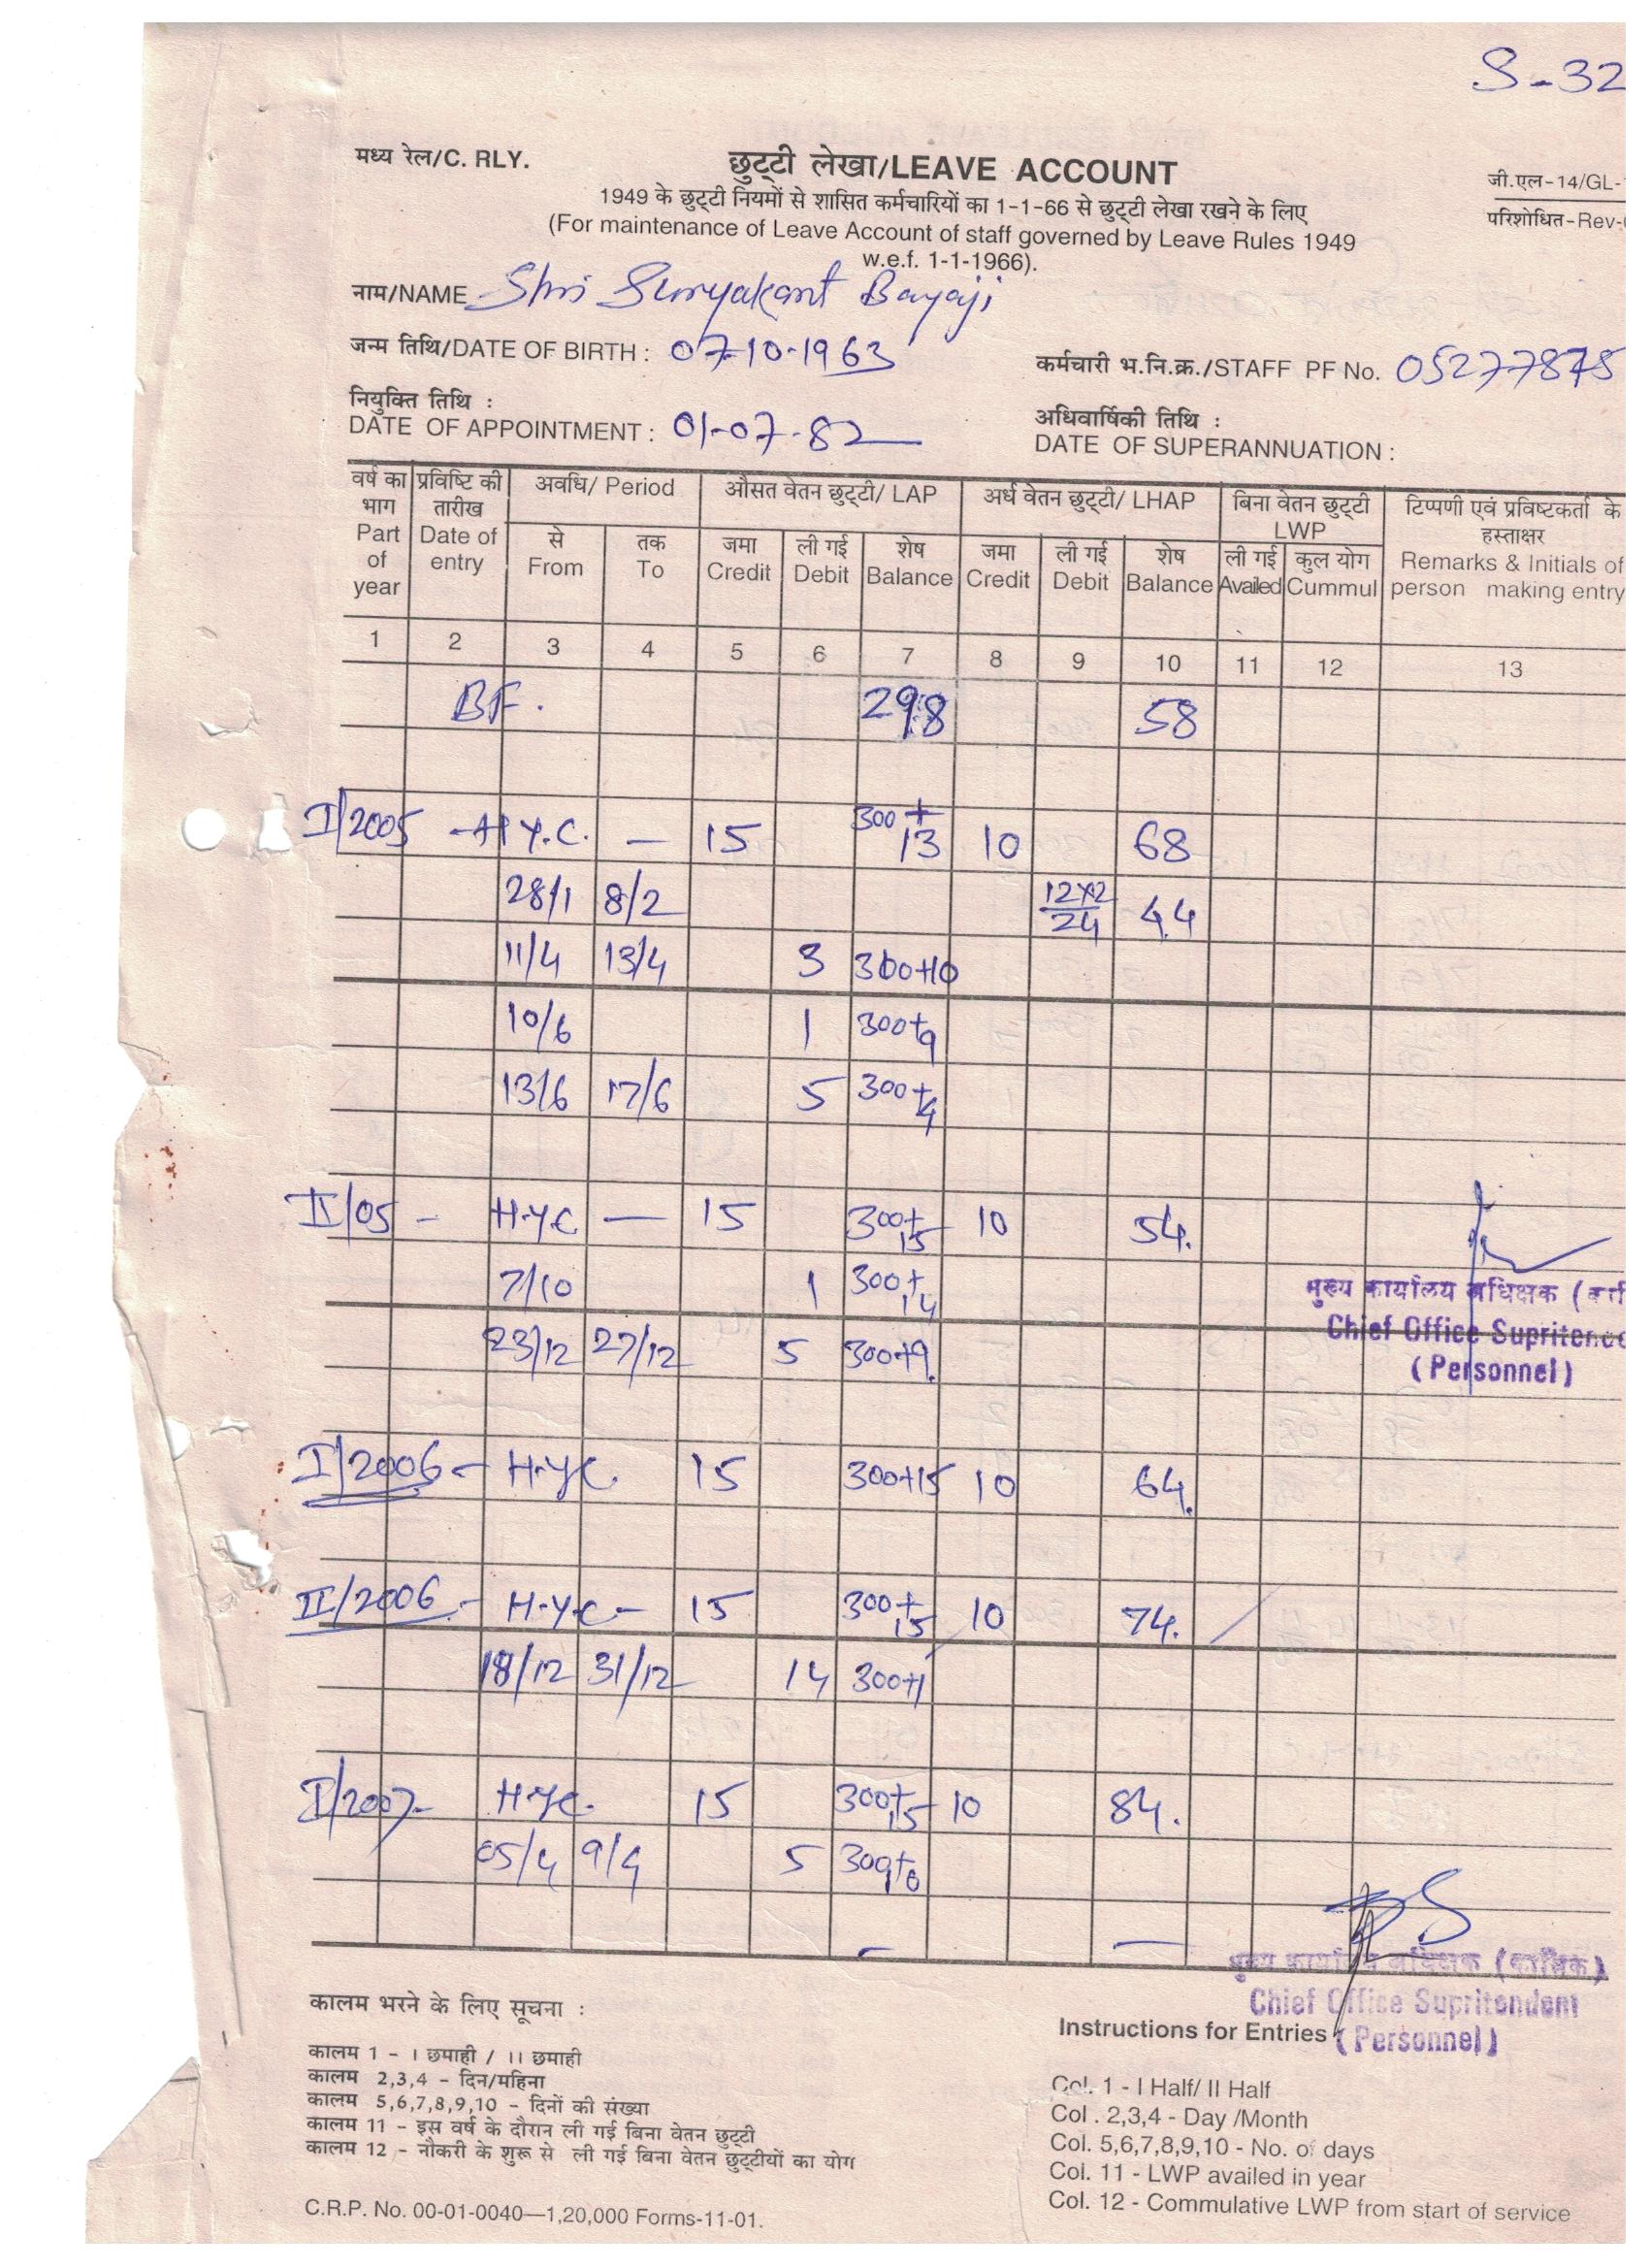 S-32
मध्य रेल/C. RLY.
छुट्टी लेखा/LEAVE ACCOUNT
जी.एल-14/GL-
1949 के छुट्टी नियमों से शासित कर्मचारियों का 1-1-66 से छुट्टी लेखा रखने के लिए
परिशोधित-Rev-
(For maintenance of Leave Account of staff governed by Leave Rules 1949
w.e.f. 1-1-1966).
नाम/NAME Shri Suryakant Bayaji
जन्म तिथि/DATE OF BIRTH : 07-10-1963
कर्मचारी भ.नि.क्र./STAFF PF No. 05277875
नियुक्ति तिथि :
अधिवार्षिकी तिथि :
DATE OF APPOINTMENT : 01-07-82
DATE OF SUPERANNUATION :
वर्ष का भाग Part of year
प्रविष्टि की तारीख Date of entry
अवधि/ Period
औसत वेतन छुट्टी/ LAP
अर्ध वेतन छुट्टी/ LHAP
बिना वेतन छुट्टी LWP
टिप्पणी एवं प्रविष्टकर्ता के हस्ताक्षर Remarks & Initials of person making entry
से From
तक To
जमा Credit
ली गई Debit
शेष Balance
जमा Credit
ली गई Debit
शेष Balance
ली गई Availed
कुल योग Cummul
1 2 3 4 5 6 7 8 9 10 11 12 13
BF. 298 58
I/2005 - H Y.C. — 15 300+13 10 68
28/1 8/2 12x2 24 44
11/4 13/4 3 300+10
10/6 1 300+9
13/6 17/6 5 300+4
II/05 - H.Y.C — 15 300+15 10 54.
7/10 1 300+14
23/12 27/12 5 300+9.
मुख्य कार्यालय अधिक्षक
Chief Office Supritend
(Personnel)
I/2006 - H.Y.C. 15 300+15 10 64.
II/2006 - H.Y.C - 15 300+15 10 74.
18/12 31/12 14 300+1
I/2007- H.Y.C. 15 300+15 10 84.
05/4 9/4 5 300+10
मुख्य कार्यालय अधिक्षक (कार्मिक)
Chief Office Supritendent
(Personnel)
कालम भरने के लिए सूचना :
कालम 1 - I छमाही / II छमाही
कालम 2,3,4 - दिन/महिना
कालम 5,6,7,8,9,10 - दिनों की संख्या
कालम 11 - इस वर्ष के दौरान ली गई बिना वेतन छुट्टी
कालम 12 - नौकरी के शुरू से ली गई बिना वेतन छुट्टीयों का योग
C.R.P. No. 00-01-0040—1,20,000 Forms-11-01.
Instructions for Entries
Col. 1 - I Half/ II Half
Col . 2,3,4 - Day /Month
Col. 5,6,7,8,9,10 - No. of days
Col. 11 - LWP availed in year
Col. 12 - Commulative LWP from start of service